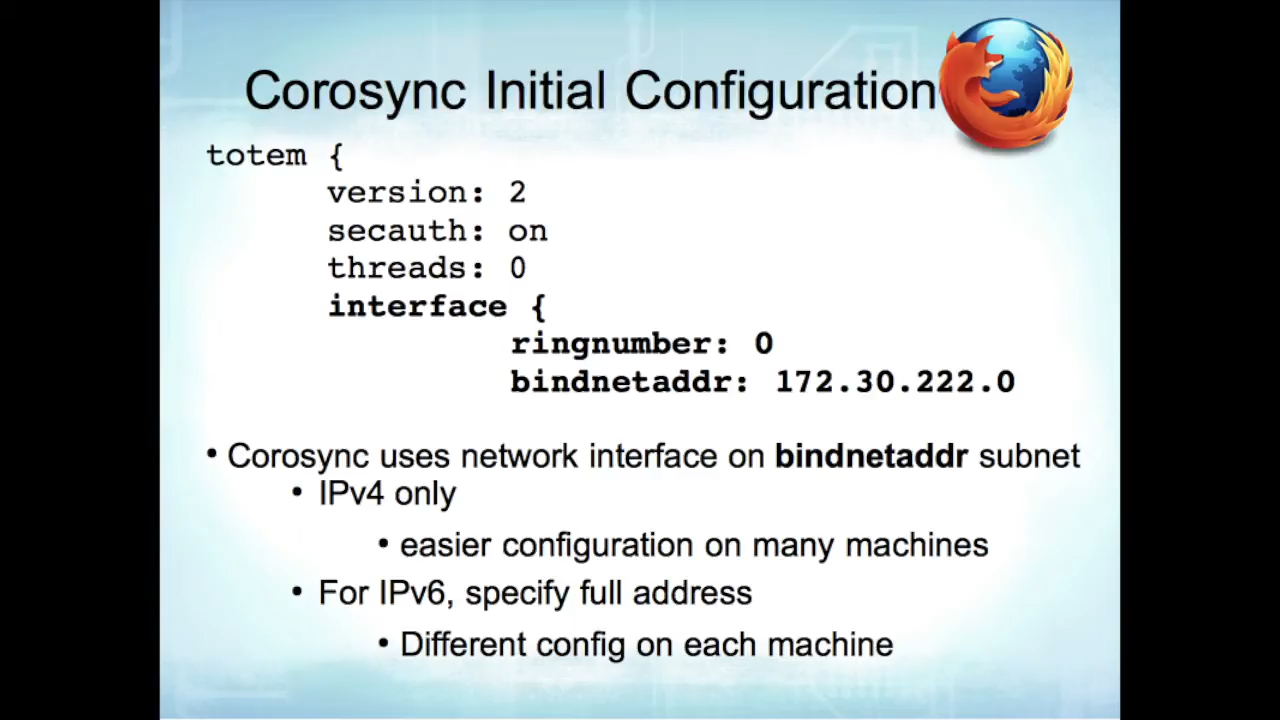 Corosync Initial Configuration
totem {
version: 2
secauth: on
threads: 0
interface {
ringnumber: 0
bindnetaddr: 172.30.222.0
• Corosync uses network interface on bindnetaddr subnet
• IPv4 only
• easier configuration on many machines
• For IPv6, specify full address
• Different config on each machine